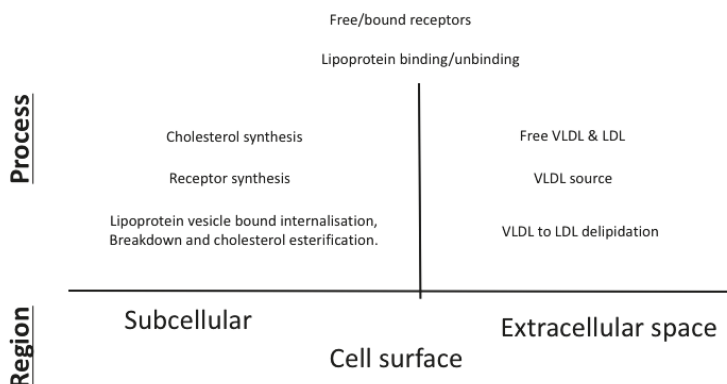 Free/bound receptors
Lipoprotein binding/unbinding
Process
Cholesterol synthesis
Free VLDL & LDL
Receptor synthesis
VLDL source
Lipoprotein vesicle bound internalisation,
Breakdown and cholesterol esterification.
VLDL to LDL delipidation
Region
Subcellular
Extracellular space
Cell surface